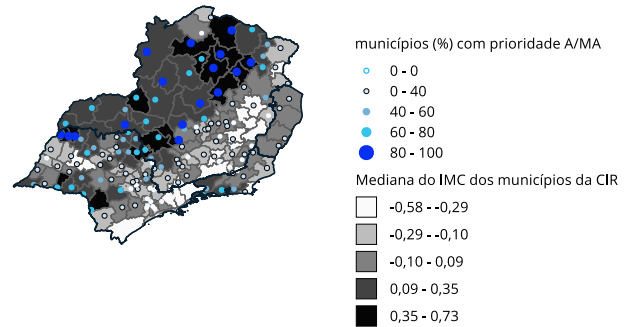 municípios (%) com prioridade A/MA
0 - 0
0 - 40
40 - 60
60 - 80
80 - 100
Mediana do IMC dos municípios da CIR
-0,58 - -0,29
-0,29 - -0,10
-0,10 - 0,09
0,09 - 0,35
0,35 - 0,73